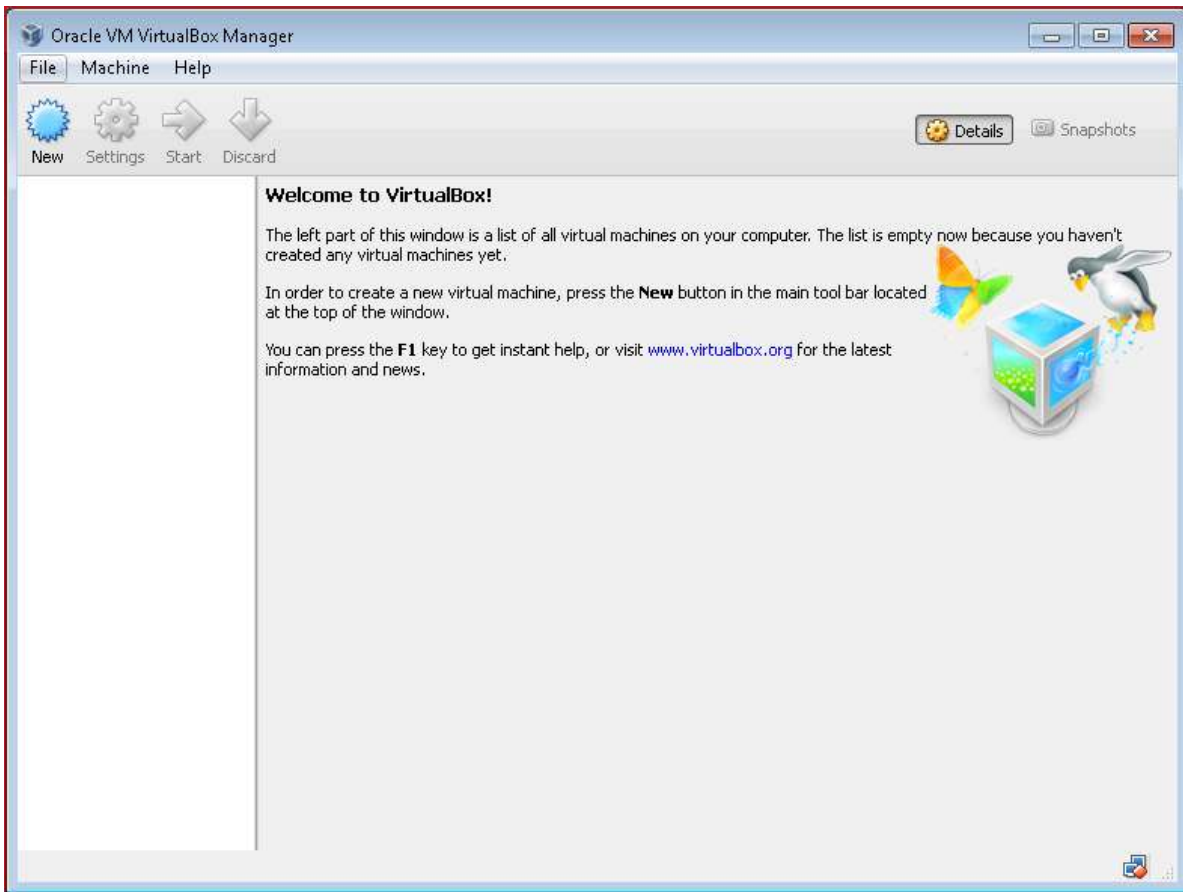 Oracle VM VirtualBox Manager
File Machine Help
New Settings Start Discard
Details Snapshots
Welcome to VirtualBox!
The left part of this window is a list of all virtual machines on your computer. The list is empty now because you haven't
created any virtual machines yet.
In order to create a new virtual machine, press the New button in the main tool bar located
at the top of the window.
You can press the F1 key to get instant help, or visit www.virtualbox.org for the latest
information and news.